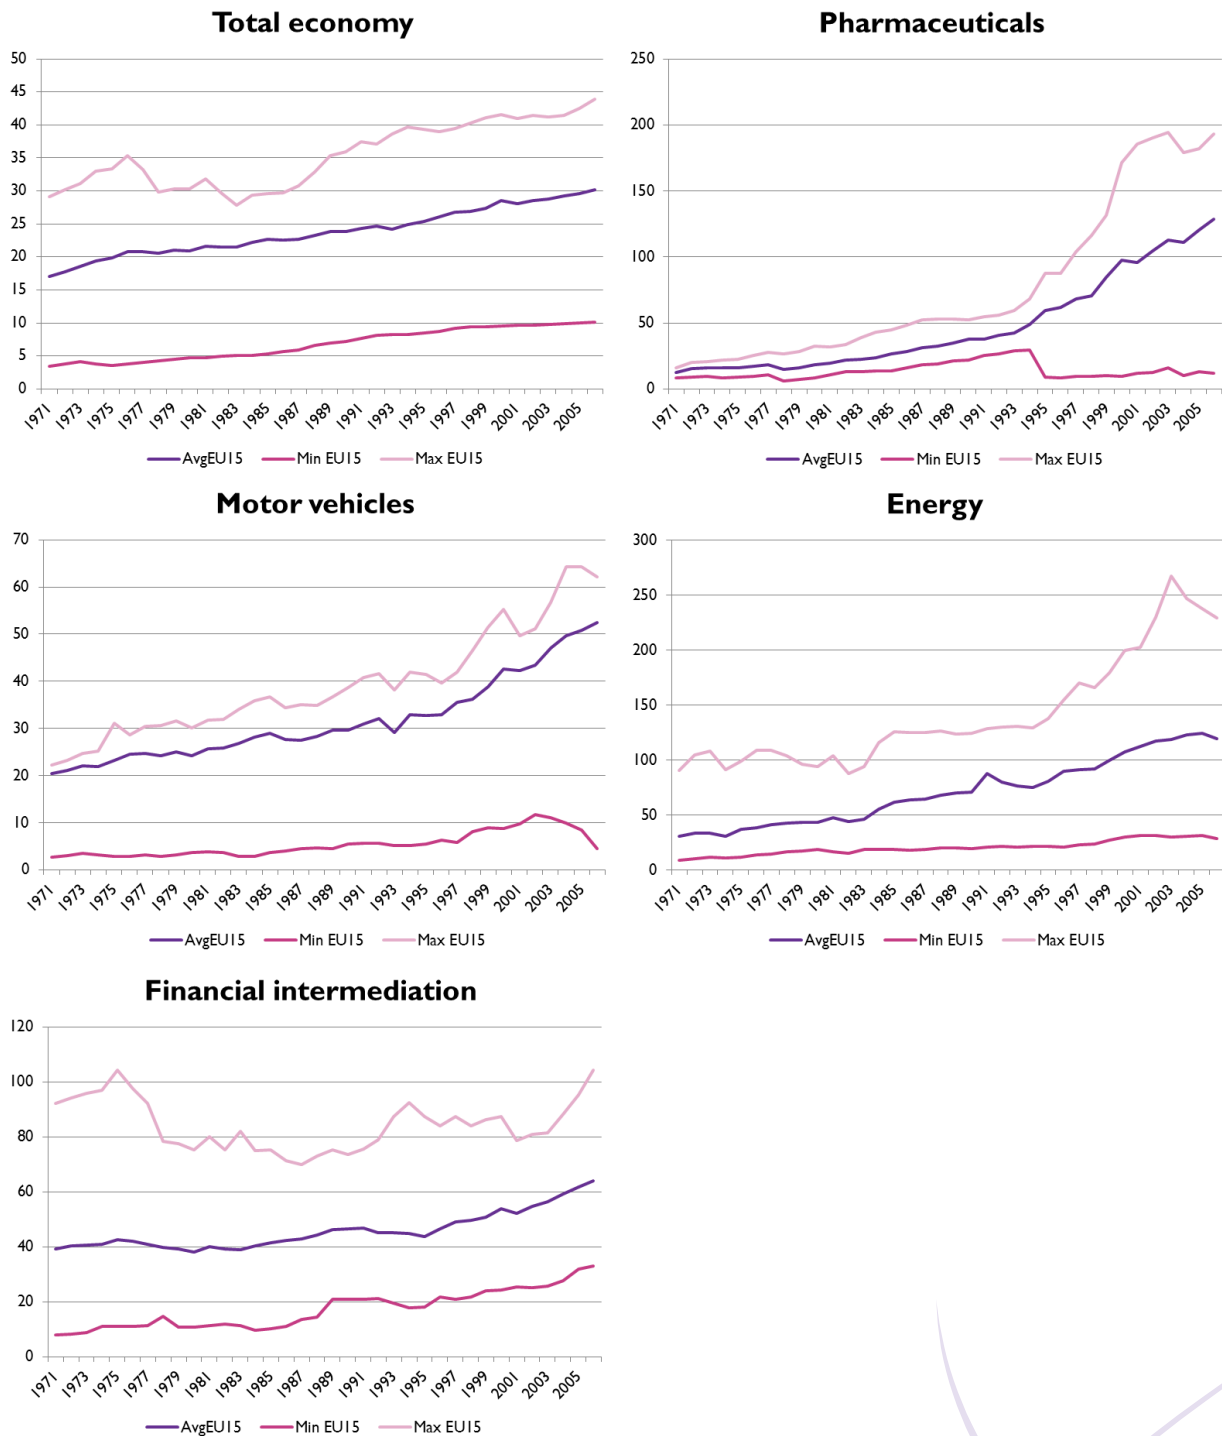 Total economy
50
45
40
35
30
25
20
15
10
5
0
1971 1973 1975 1977 1979 1981 1983 1985 1987 1989 1991 1993 1995 1997 1999 2001 2003 2005
AvgEU15 Min EU15 Max EU15
Pharmaceuticals
250
200
150
100
50
0
1971 1973 1975 1977 1979 1981 1983 1985 1987 1989 1991 1993 1995 1997 1999 2001 2003 2005
AvgEU15 Min EU15 Max EU15
Motor vehicles
70
60
50
40
30
20
10
0
1971 1973 1975 1977 1979 1981 1983 1985 1987 1989 1991 1993 1995 1997 1999 2001 2003 2005
AvgEU15 Min EU15 Max EU15
Energy
300
250
200
150
100
50
0
1971 1973 1975 1977 1979 1981 1983 1985 1987 1989 1991 1993 1995 1997 1999 2001 2003 2005
AvgEU15 Min EU15 Max EU15
Financial intermediation
120
100
80
60
40
20
0
1971 1973 1975 1977 1979 1981 1983 1985 1987 1989 1991 1993 1995 1997 1999 2001 2003 2005
AvgEU15 Min EU15 Max EU15